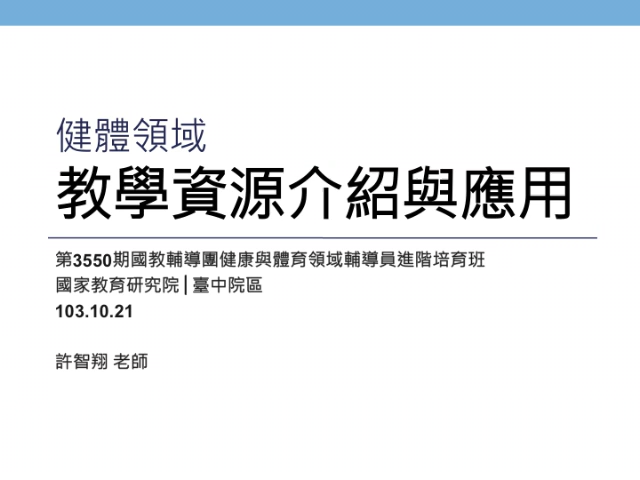 健體領域
教學資源介紹與應用
第3550期國教輔導團健康與體育領域輔導員進階培育班
國家教育研究院│臺中院區
103.10.21
許智翔 老師